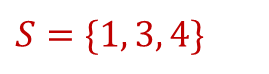 S = {1, 3, 4}